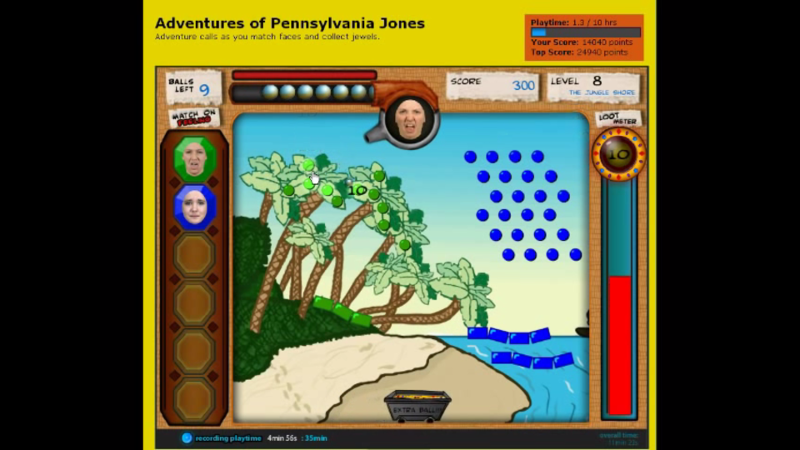 Adventures of Pennsylvania Jones
Adventure calls as you match faces and collect jewels.
Playtime: 1.3 / 10 hrs
Your Score: 14040 points
Top Score: 24940 points
BALLS LEFT 9
SCORE 300
LEVEL 8
THE JUNGLE SHORE
MATCH ON
LOOT METER
10
10
EXTRA BALL
recording playtime 4min 56s : 35min
overall time: